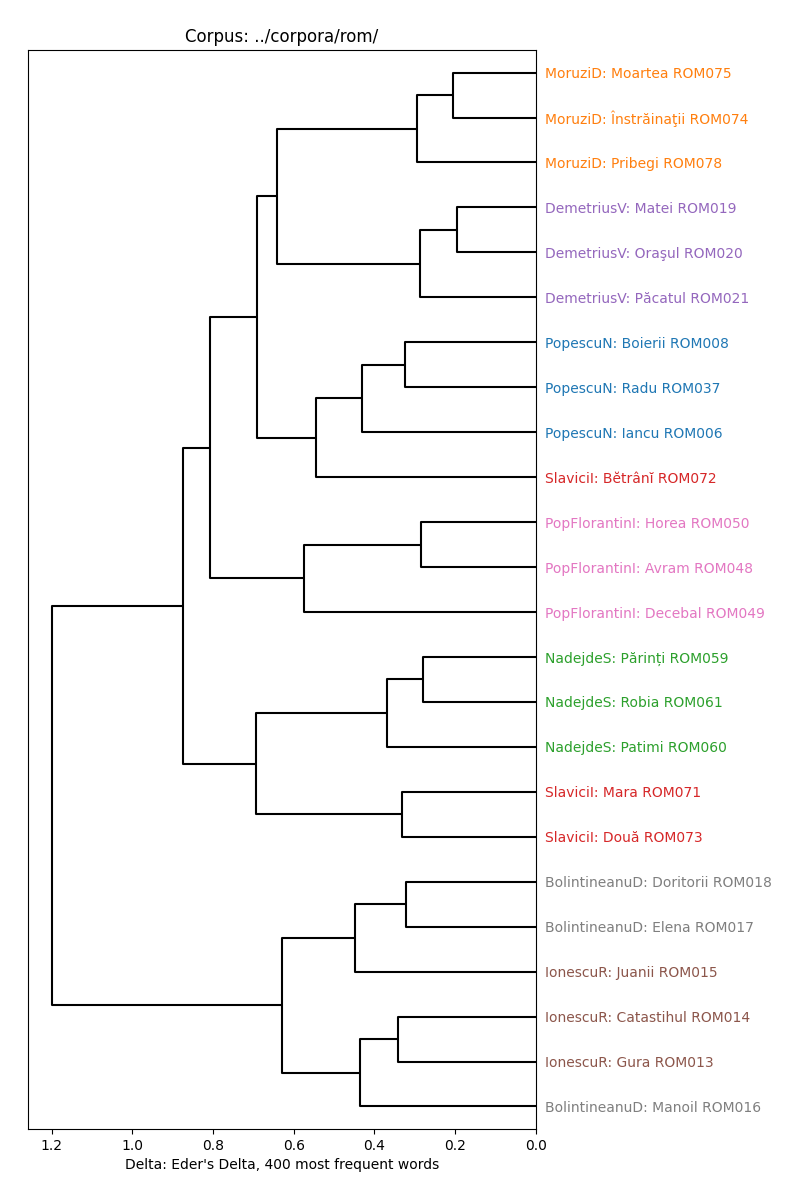 Corpus: ../corpora/rom/
MoruziD: Moartea ROM075
MoruziD: Înstrăinaţii ROM074
MoruziD: Pribegi ROM078
DemetriusV: Matei ROM019
DemetriusV: Oraşul ROM020
DemetriusV: Păcatul ROM021
PopescuN: Boierii ROM008
PopescuN: Radu ROM037
PopescuN: Iancu ROM006
SlaviciI: Bĕtrânĭ ROM072
PopFlorantinI: Horea ROM050
PopFlorantinI: Avram ROM048
PopFlorantinI: Decebal ROM049
NadejdeS: Părinți ROM059
NadejdeS: Robia ROM061
NadejdeS: Patimi ROM060
SlaviciI: Mara ROM071
SlaviciI: Două ROM073
BolintineanuD: Doritorii ROM018
BolintineanuD: Elena ROM017
IonescuR: Juanii ROM015
IonescuR: Catastihul ROM014
IonescuR: Gura ROM013
BolintineanuD: Manoil ROM016
1.2 1.0 0.8 0.6 0.4 0.2 0.0
Delta: Eder's Delta, 400 most frequent words